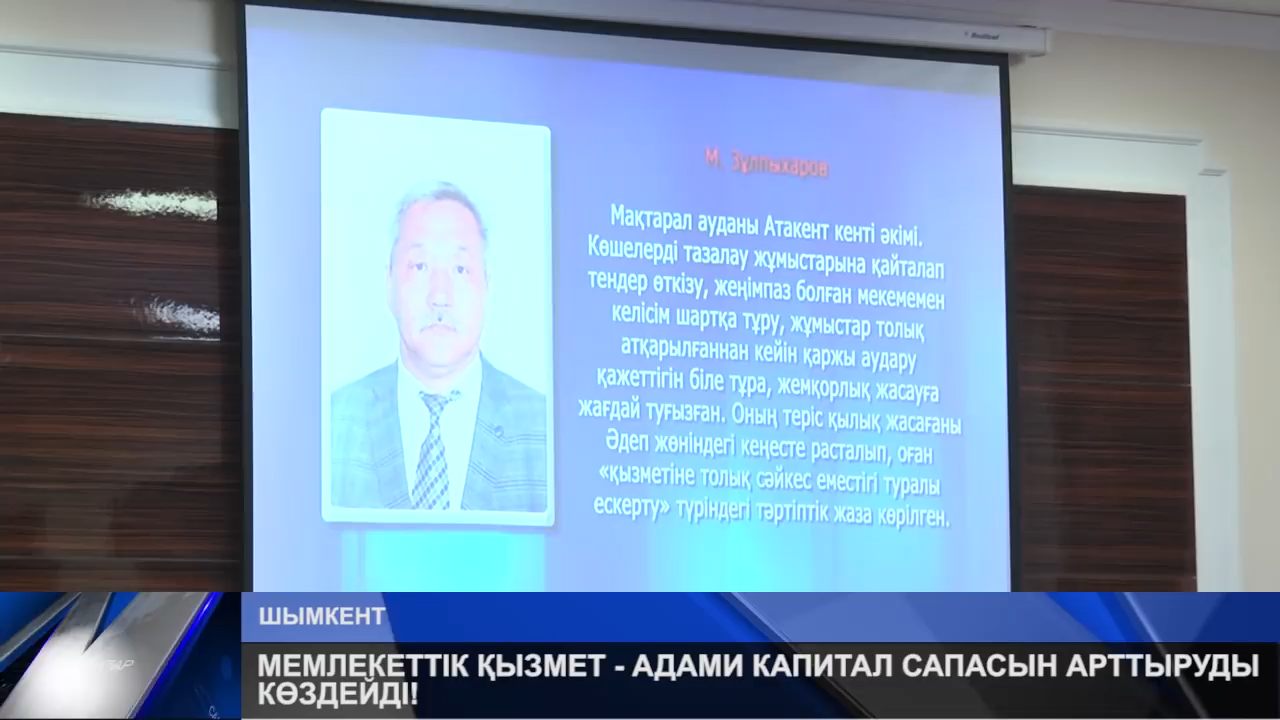 М. Зұлпыхаров
Мақтарал ауданы Атакент кенті әкімі.
Көшелерді тазалау жұмыстарына қайталап
тендер өткізу, жеңімпаз болған мекемемен
келісім шартқа тұру, жұмыстар толық
атқарылғаннан кейін қаржы аудару
қажеттігін біле тұра, жемқорлық жасауға
жағдай туғызған. Оның теріс қылық жасағаны
Әдеп жөніндегі кеңесте расталып, оған
«қызметіне толық сәйкес еместігі туралы
ескерту» түріндегі тәртіптік жаза көрілген.
ШЫМКЕНТ
МЕМЛЕКЕТТІК ҚЫЗМЕТ - АДАМИ КАПИТАЛ САПАСЫН АРТТЫРУДЫ
КӨЗДЕЙДІ!